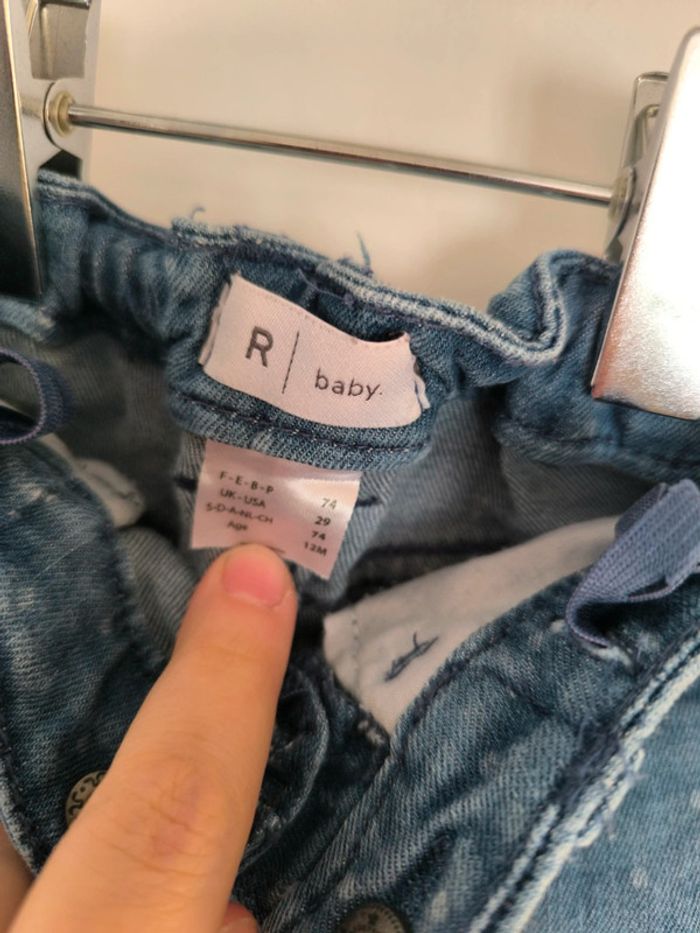 R | baby.
F-E-B-P 74
UK-USA 29
S-D-A-NL-CH 74
Age 12M